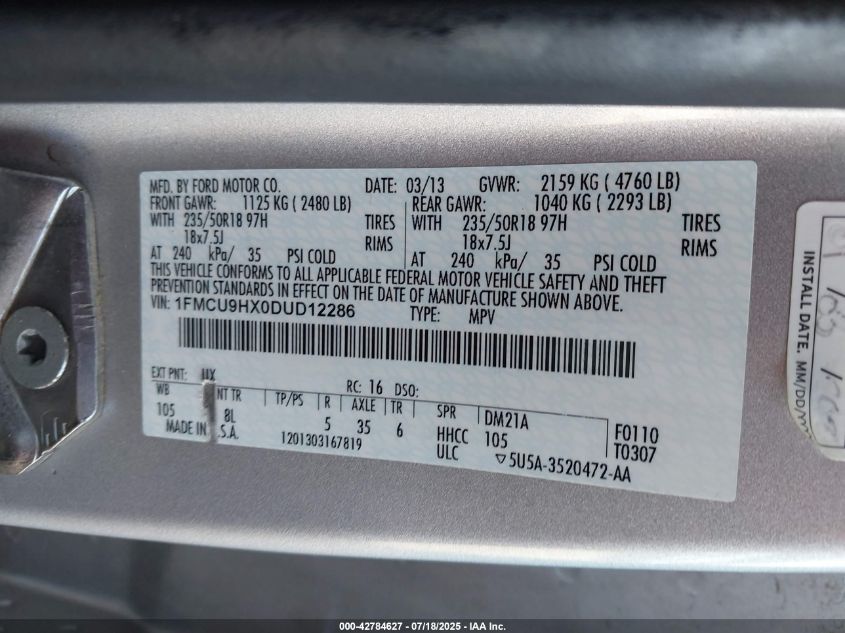 MFD. BY FORD MOTOR CO. DATE: 03/13 GVWR: 2159 KG ( 4760 LB)
FRONT GAWR: 1125 KG ( 2480 LB) REAR GAWR: 1040 KG ( 2293 LB)
WITH 235/50R18 97H TIRES WITH 235/50R18 97H TIRES
18x7.5J RIMS 18x7.5J RIMS
AT 240 kPa/ 35 PSI COLD AT 240 kPa/ 35 PSI COLD
THIS VEHICLE CONFORMS TO ALL APPLICABLE FEDERAL MOTOR VEHICLE SAFETY AND THEFT
PREVENTION STANDARDS IN EFFECT ON THE DATE OF MANUFACTURE SHOWN ABOVE.
VIN: 1FMCU9HX0DUD12286 TYPE: MPV
EXT PNT: UX RC: 16 DSO:
WB NT TR TP/PS R AXLE TR SPR DM21A F0110
105 8L 5 35 6 HHCC 105 T0307
MADE IN .S.A. 1201303167819 ULC 5U5A-3520472-AA
INSTALL DATE. MM/DD/
000-42784627 - 07/18/2025 - IAA Inc.